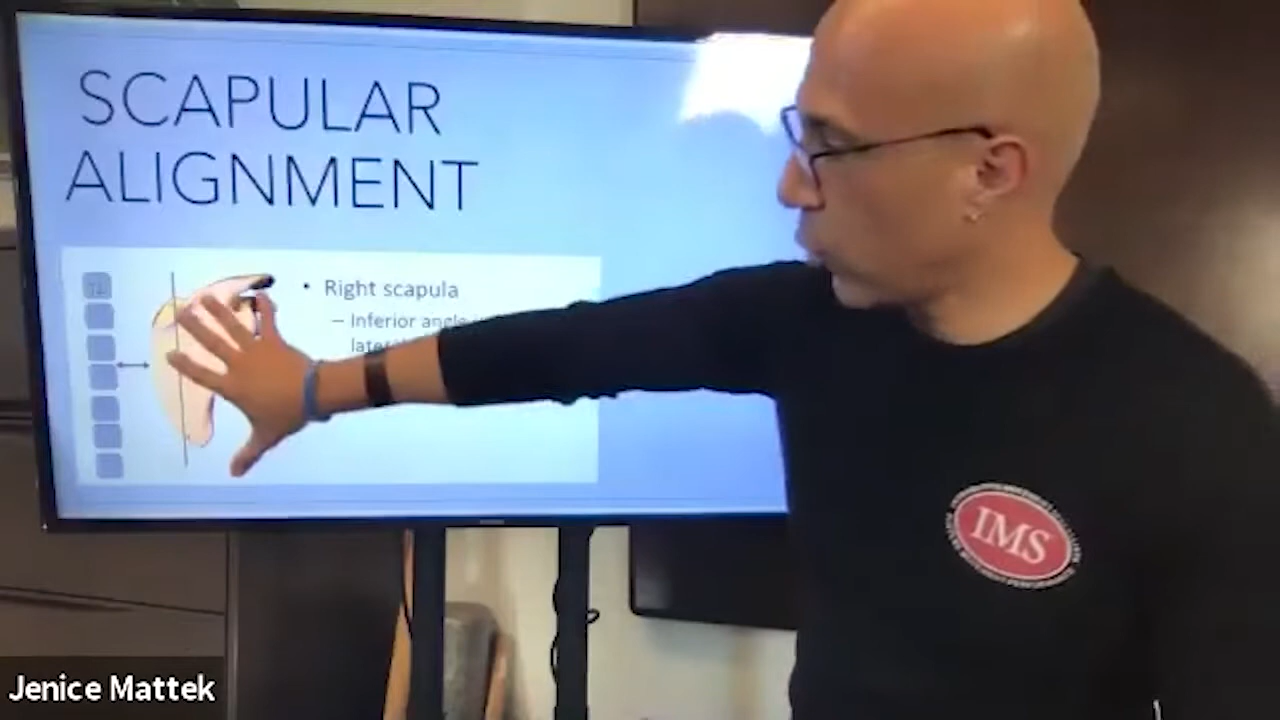 SCAPULAR
ALIGNMENT
• Right scapula
– Inferior angle
IMS
Jenice Mattek